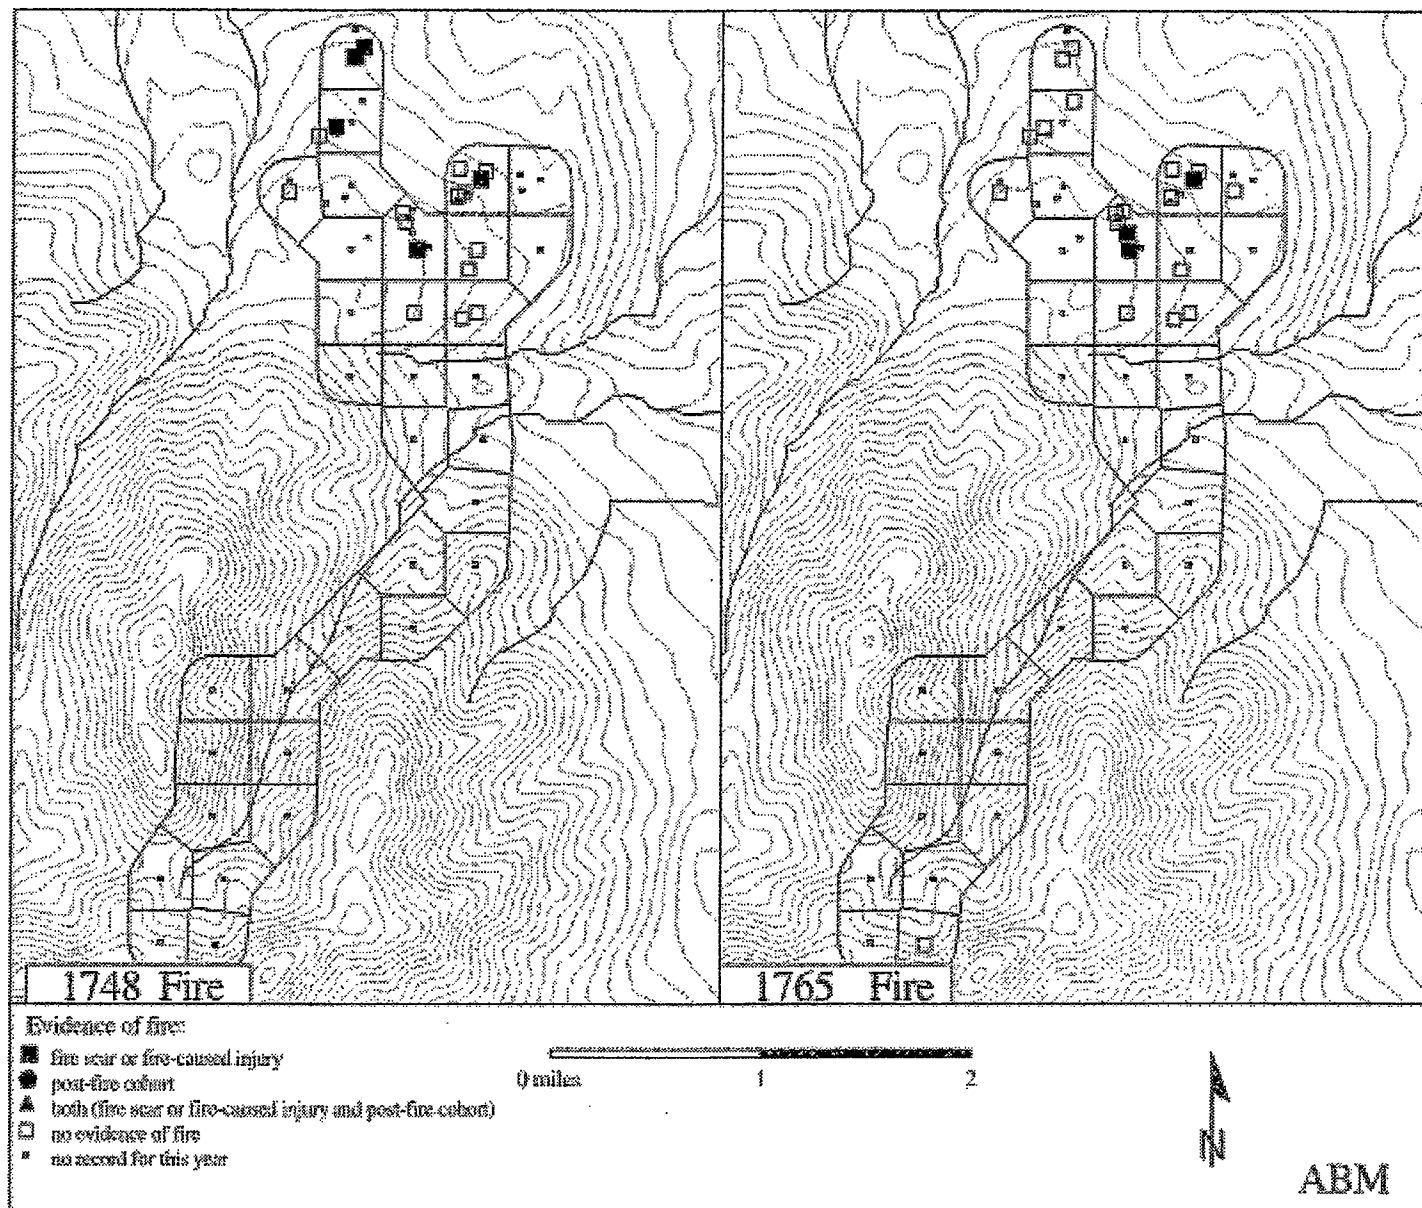 1748 Fire
1765 Fire
Evidence of fire:
fire scar or fire-caused injury
post-fire cohort
both (fire scar or fire-caused injury and post-fire cohort)
no evidence of fire
no record for this year
0 miles 1 2
N
ABM